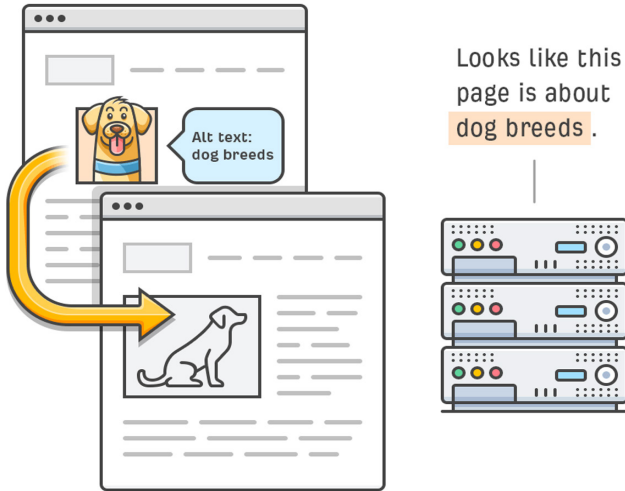 Alt text:
dog breeds
Looks like this
page is about
dog breeds.